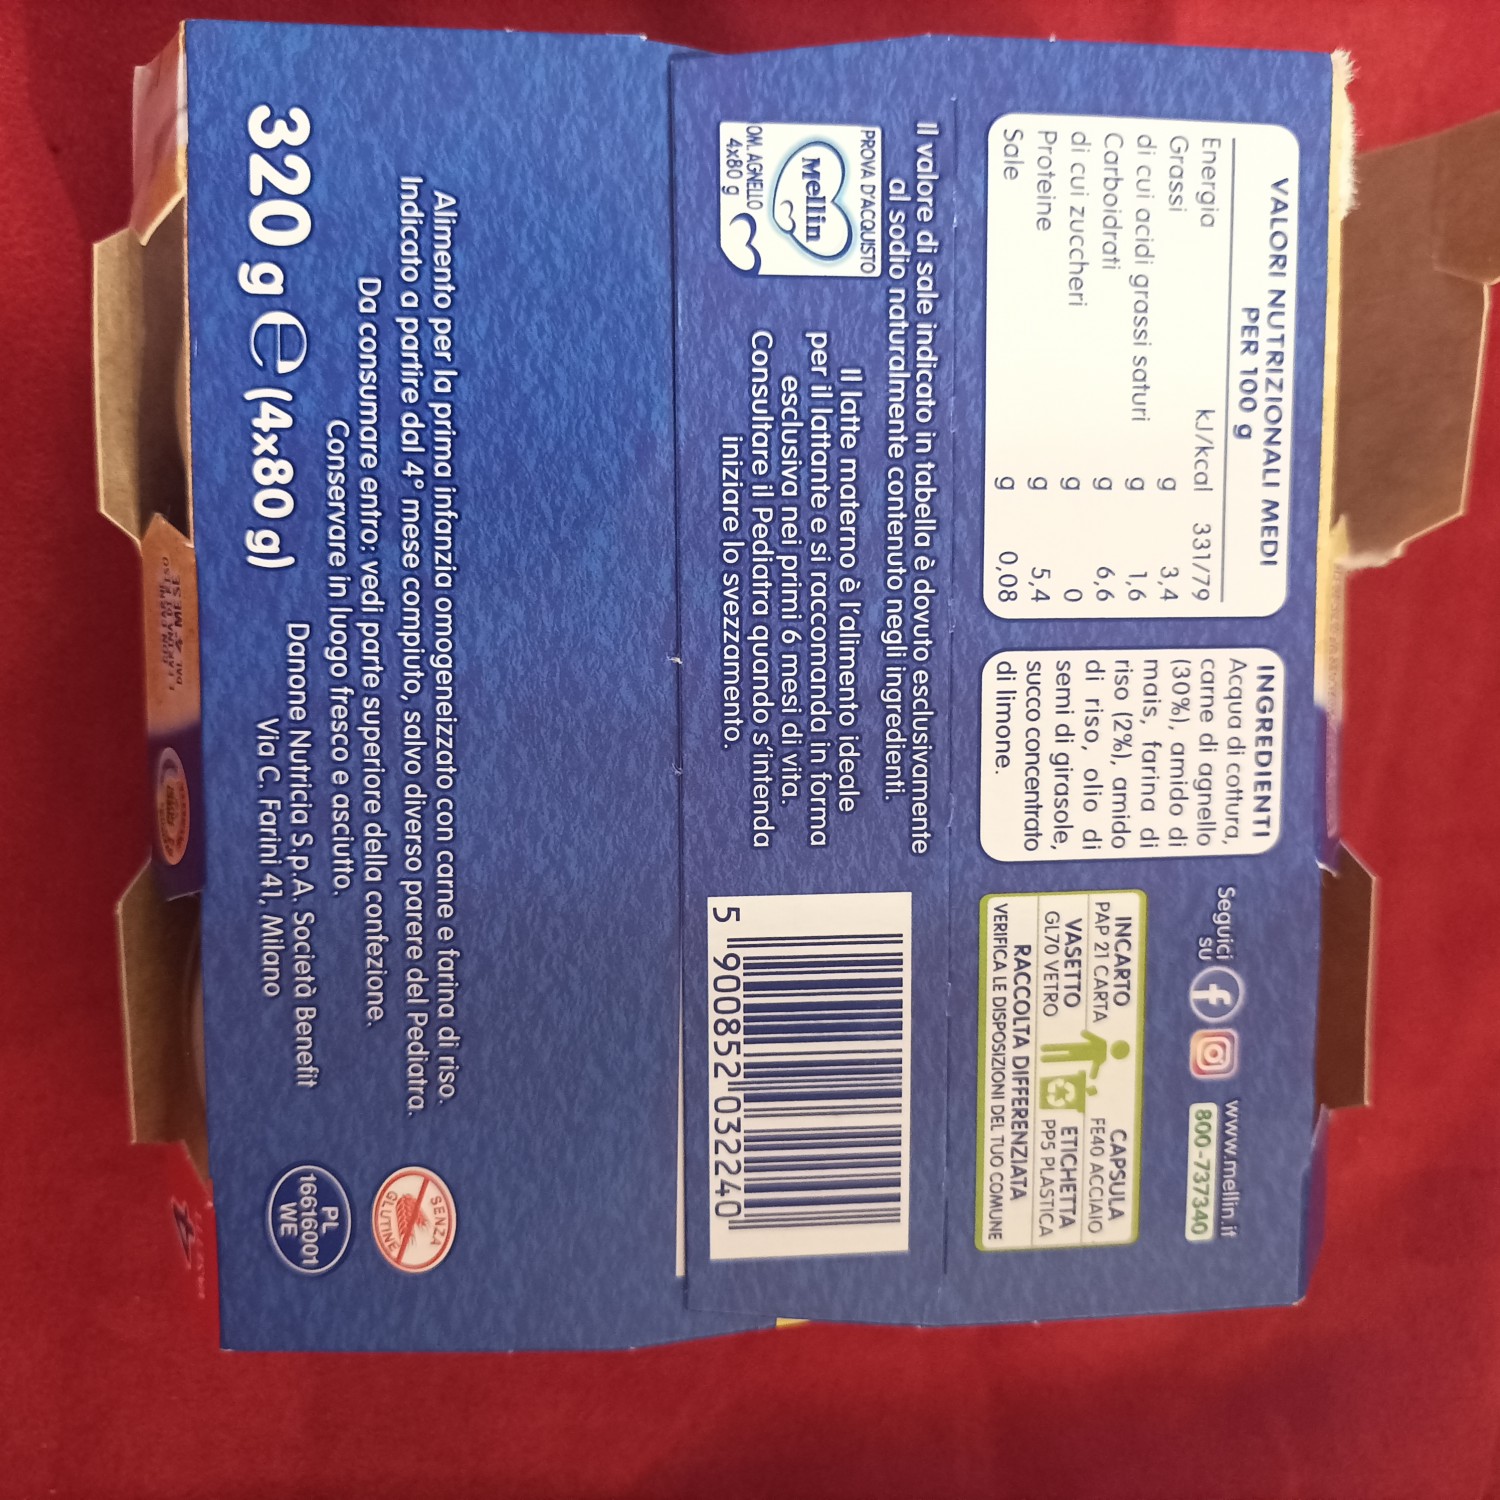 VALORI NUTRIZIONALI MEDI
PER 100 g
Energia kJ/kcal 331/79
Grassi g 3,4
di cui acidi grassi saturi g 1,6
Carboidrati g 6,6
di cui zuccheri g 0
Proteine g 5,4
Sale g 0,08
INGREDIENTI
Acqua di cottura,
carne di agnello
(30%), amido di
mais, farina di
riso (2%), amido
di riso, olio di
semi di girasole,
succo concentrato
di limone.
Seguici
su
www.mellin.it
800-737340
INCARTO
PAP 21 CARTA
VASETTO
GL70 VETRO
CAPSULA
FE40 ACCIAIO
ETICHETTA
PP5 PLASTICA
RACCOLTA DIFFERENZIATA
VERIFICA LE DISPOSIZIONI DEL TUO COMUNE
Il valore di sale indicato in tabella è dovuto esclusivamente
al sodio naturalmente contenuto negli ingredienti.
PROVA D'ACQUISTO
Mellin
OM. AGNELLO
4x80 g
Il latte materno è l'alimento ideale
per il lattante e si raccomanda in forma
esclusiva nei primi 6 mesi di vita.
Consultare il Pediatra quando s'intenda
iniziare lo svezzamento.
5 900852 032240
Alimento per la prima infanzia omogeneizzato con carne e farina di riso.
Indicato a partire dal 4° mese compiuto, salvo diverso parere del Pediatra.
Da consumare entro: vedi parte superiore della confezione.
Conservare in luogo fresco e asciutto.
320 g e (4x80 g)
Danone Nutricia S.p.A. Società Benefit
Via C. Farini 41, Milano
SENZA
GLUTINE
PL
16616001
WE